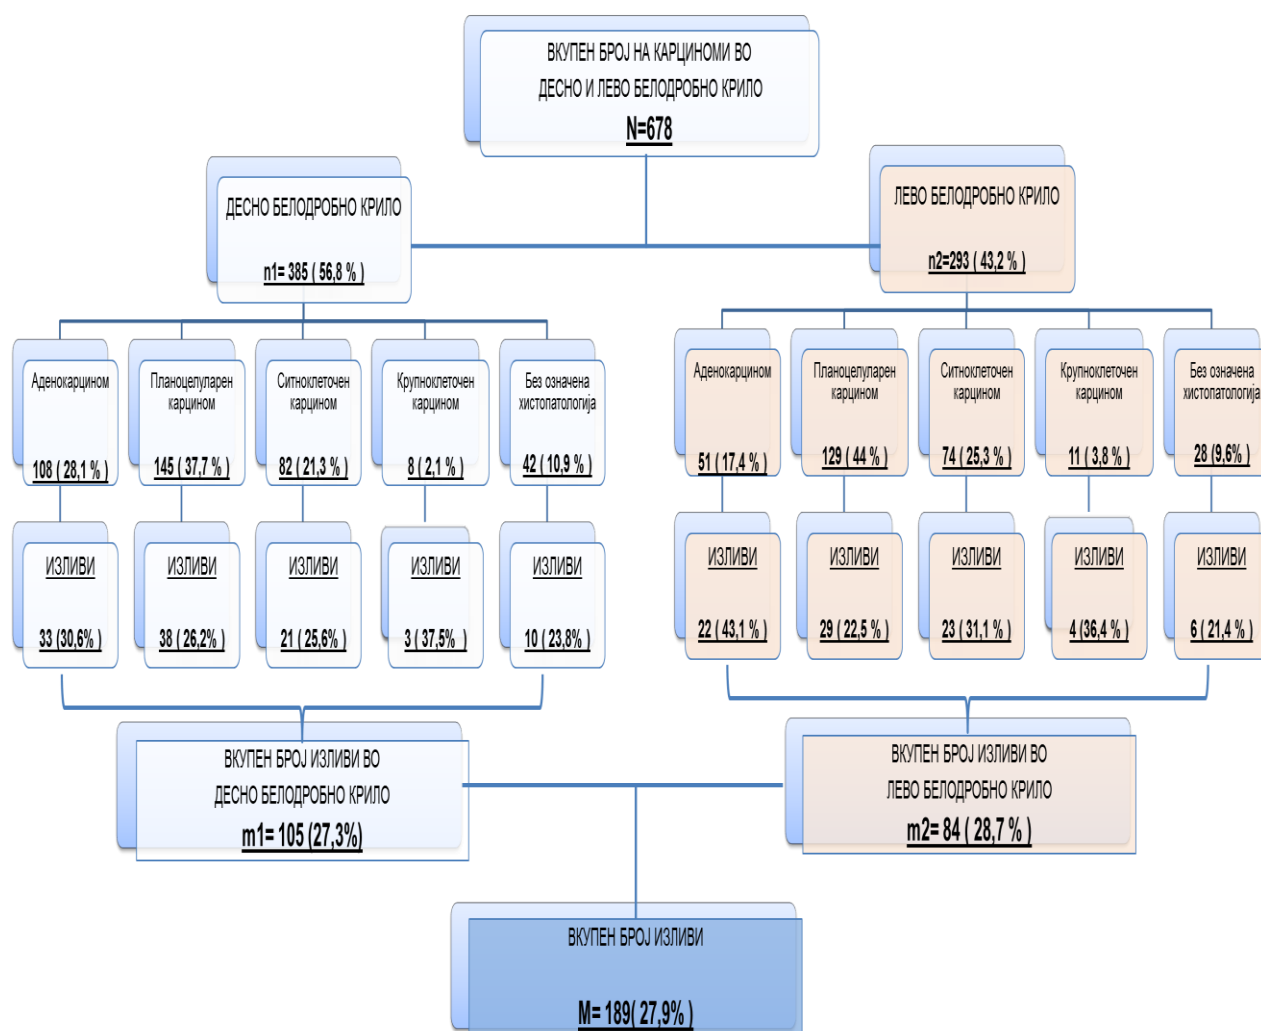 ВКУПЕН БРОЈ НА КАРЦИНОМИ ВО
ДЕСНО И ЛЕВО БЕЛОДРОБНО КРИЛО
N=678
ДЕСНО БЕЛОДРОБНО КРИЛО
n1= 385 ( 56,8 % )
ЛЕВО БЕЛОДРОБНО КРИЛО
n2=293 ( 43,2 % )
Аденокарцином
108 ( 28,1 % )
Планоцелуларен
карцином
145 ( 37,7 % )
Ситноклеточен
карцином
82 ( 21,3 % )
Крупноклеточен
карцином
8 ( 2,1 % )
Без означена
хистопатологија
42 ( 10,9 % )
Аденокарцином
51 ( 17,4 % )
Планоцелуларен
карцином
129 ( 44 % )
Ситноклеточен
карцином
74 ( 25,3 % )
Крупноклеточен
карцином
11 ( 3,8 % )
Без означена
хистопатологија
28 ( 9,6% )
ИЗЛИВИ
33 (30,6% )
ИЗЛИВИ
38 ( 26,2% )
ИЗЛИВИ
21 ( 25,6% )
ИЗЛИВИ
3 ( 37,5% )
ИЗЛИВИ
10 ( 23,8% )
ИЗЛИВИ
22 ( 43,1 % )
ИЗЛИВИ
29 ( 22,5 % )
ИЗЛИВИ
23 ( 31,1 % )
ИЗЛИВИ
4 (36,4 % )
ИЗЛИВИ
6 ( 21,4 % )
ВКУПЕН БРОЈ ИЗЛИВИ ВО
ДЕСНО БЕЛОДРОБНО КРИЛО
m1= 105 (27,3%)
ВКУПЕН БРОЈ ИЗЛИВИ ВО
ЛЕВО БЕЛОДРОБНО КРИЛО
m2= 84 ( 28,7 % )
ВКУПЕН БРОЈ ИЗЛИВИ
M= 189( 27,9% )